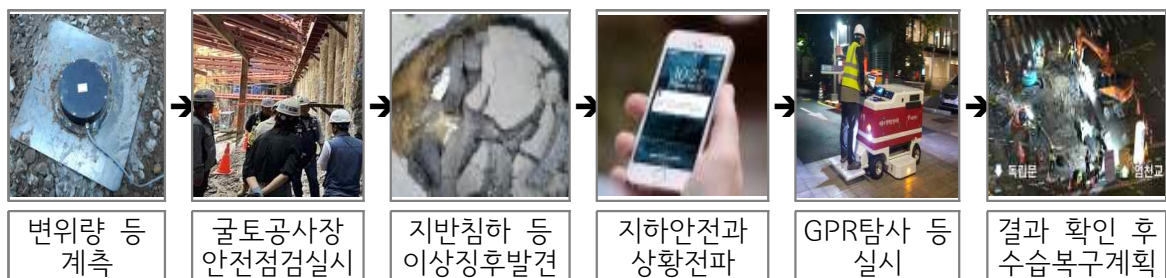 10:27
독립문
염천교
변위량 등
계측
굴토공사장
안전점검실시
지반침하 등
이상징후발견
지하안전과
상황전파
GPR탐사 등
실시
결과 확인 후
수습복구계획